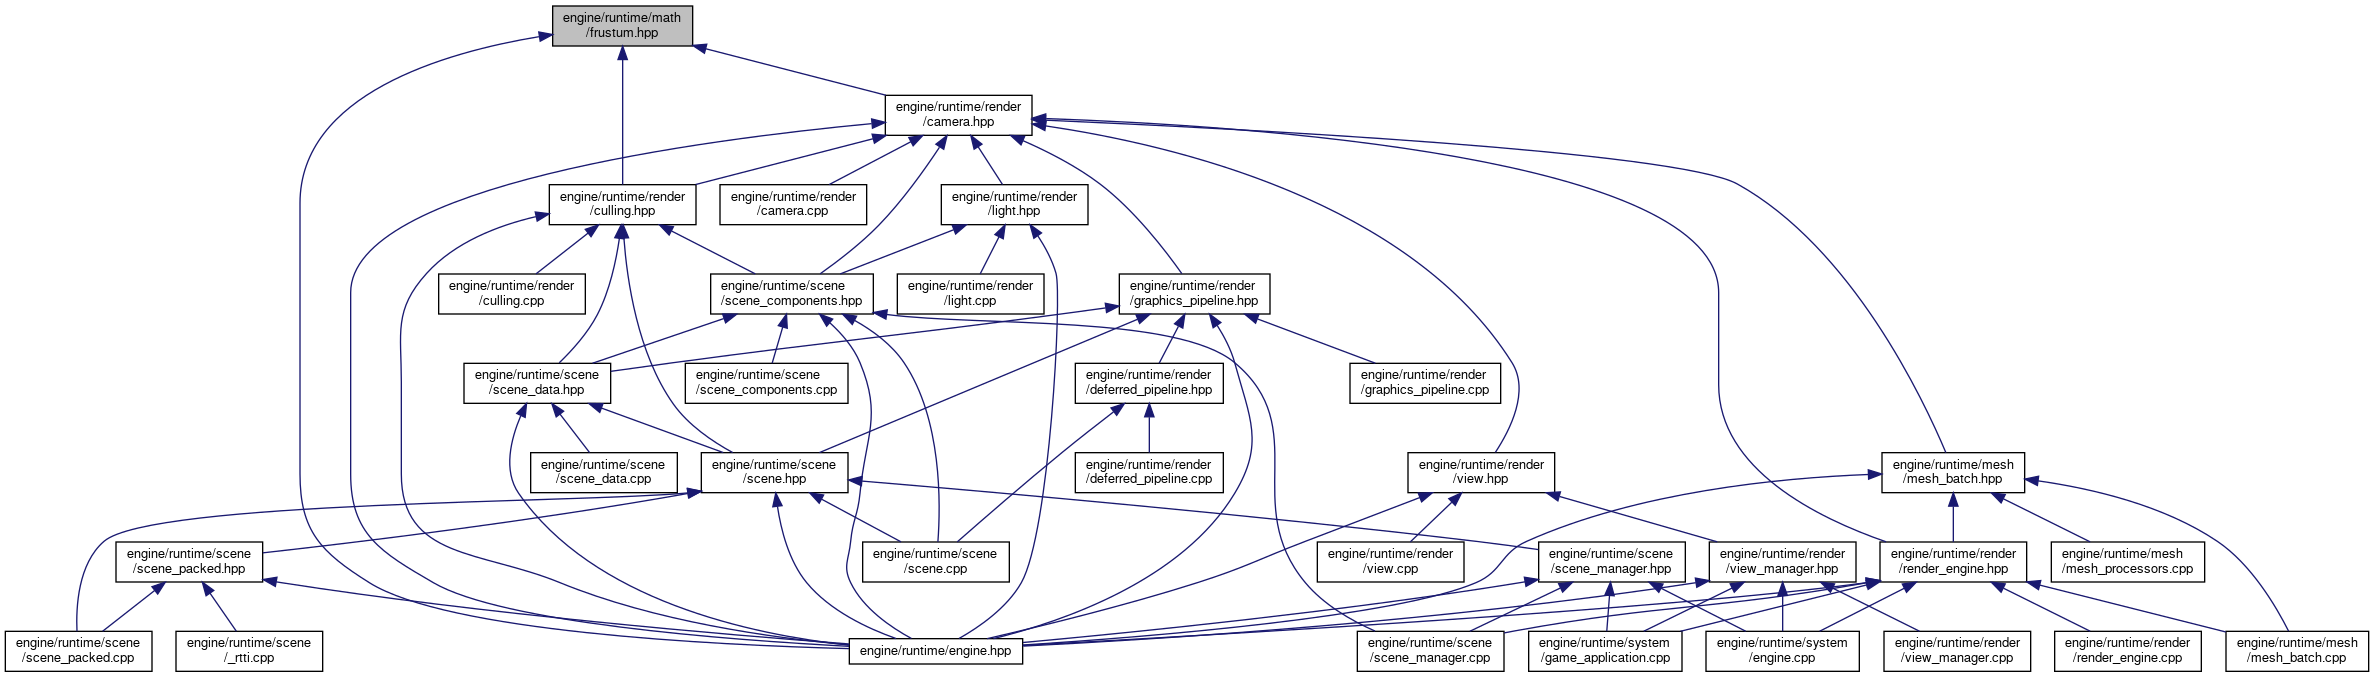 engine/runtime/math
/frustum.hpp
engine/runtime/render
/camera.hpp
engine/runtime/render
/culling.hpp
engine/runtime/render
/camera.cpp
engine/runtime/render
/light.hpp
engine/runtime/render
/culling.cpp
engine/runtime/scene
/scene_components.hpp
engine/runtime/render
/light.cpp
engine/runtime/render
/graphics_pipeline.hpp
engine/runtime/scene
/scene_data.hpp
engine/runtime/scene
/scene_components.cpp
engine/runtime/render
/deferred_pipeline.hpp
engine/runtime/render
/graphics_pipeline.cpp
engine/runtime/scene
/scene_data.cpp
engine/runtime/scene
/scene.hpp
engine/runtime/render
/deferred_pipeline.cpp
engine/runtime/render
/view.hpp
engine/runtime/mesh
/mesh_batch.hpp
engine/runtime/scene
/scene_packed.hpp
engine/runtime/scene
/scene.cpp
engine/runtime/render
/view.cpp
engine/runtime/scene
/scene_manager.hpp
engine/runtime/render
/view_manager.hpp
engine/runtime/render
/render_engine.hpp
engine/runtime/mesh
/mesh_processors.cpp
engine/runtime/scene
/scene_packed.cpp
engine/runtime/scene
/_rtti.cpp
engine/runtime/engine.hpp
engine/runtime/scene
/scene_manager.cpp
engine/runtime/system
/game_application.cpp
engine/runtime/system
/engine.cpp
engine/runtime/render
/view_manager.cpp
engine/runtime/render
/render_engine.cpp
engine/runtime/mesh
/mesh_batch.cpp